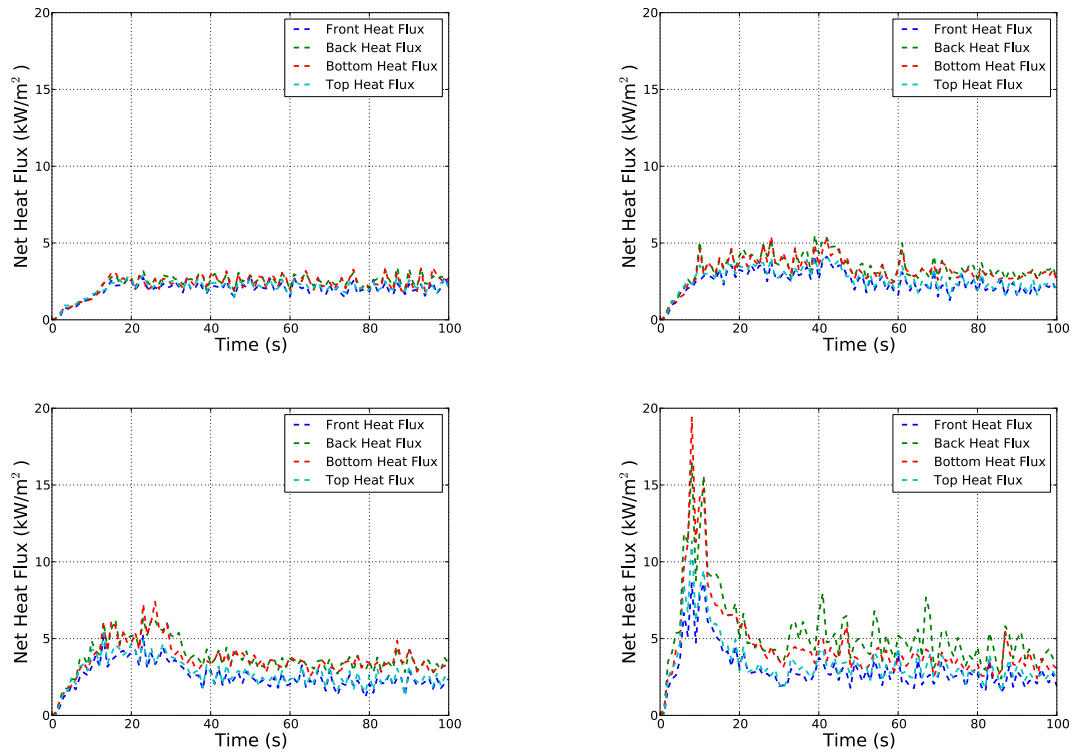 Net Heat Flux (kW/m² )
20
15
10
5
0
Front Heat Flux
Back Heat Flux
Bottom Heat Flux
Top Heat Flux
0 20 40 60 80 100
Time (s)
Net Heat Flux (kW/m² )
20
15
10
5
0
Front Heat Flux
Back Heat Flux
Bottom Heat Flux
Top Heat Flux
0 20 40 60 80 100
Time (s)
Net Heat Flux (kW/m² )
20
15
10
5
0
Front Heat Flux
Back Heat Flux
Bottom Heat Flux
Top Heat Flux
0 20 40 60 80 100
Time (s)
Net Heat Flux (kW/m² )
20
15
10
5
0
Front Heat Flux
Back Heat Flux
Bottom Heat Flux
Top Heat Flux
0 20 40 60 80 100
Time (s)